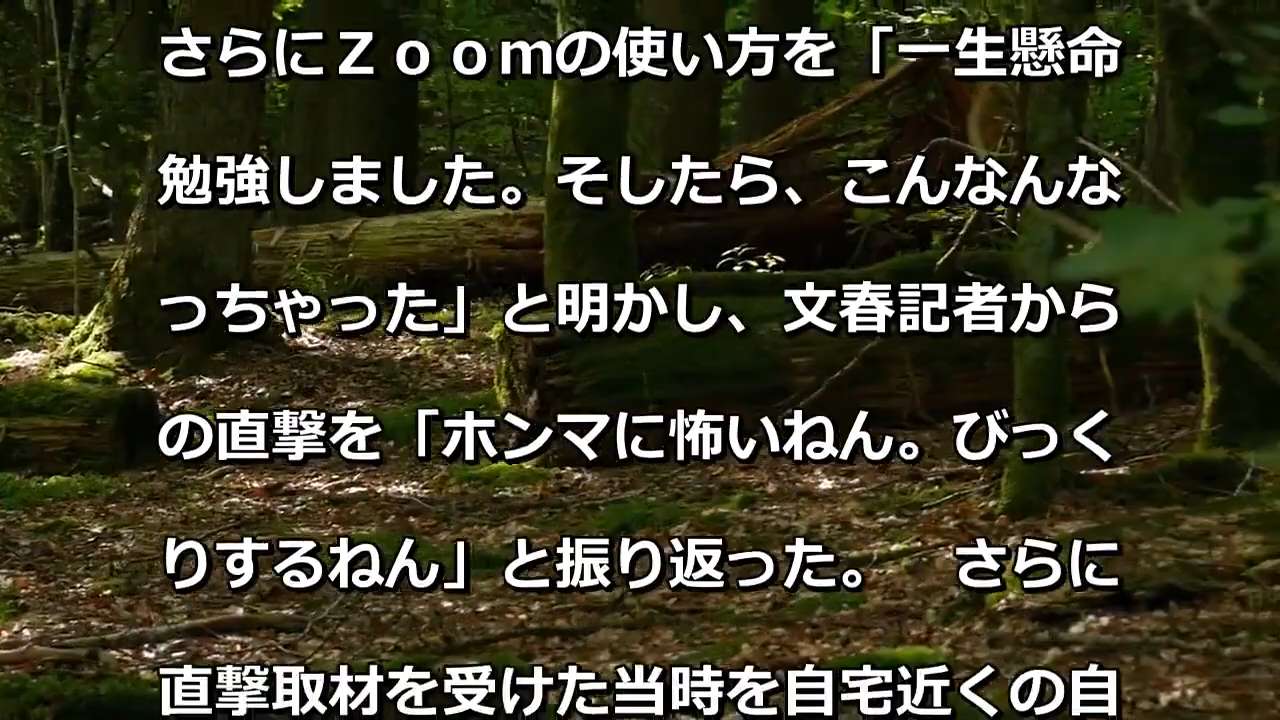 さらにＺｏｏｍの使い方を「一生懸命
勉強しました。そしたら、こんなんな
っちゃった」と明かし、文春記者から
の直撃を「ホンマに怖いねん。びっく
りするねん」と振り返った。　さらに
直撃取材を受けた当時を自宅近くの自